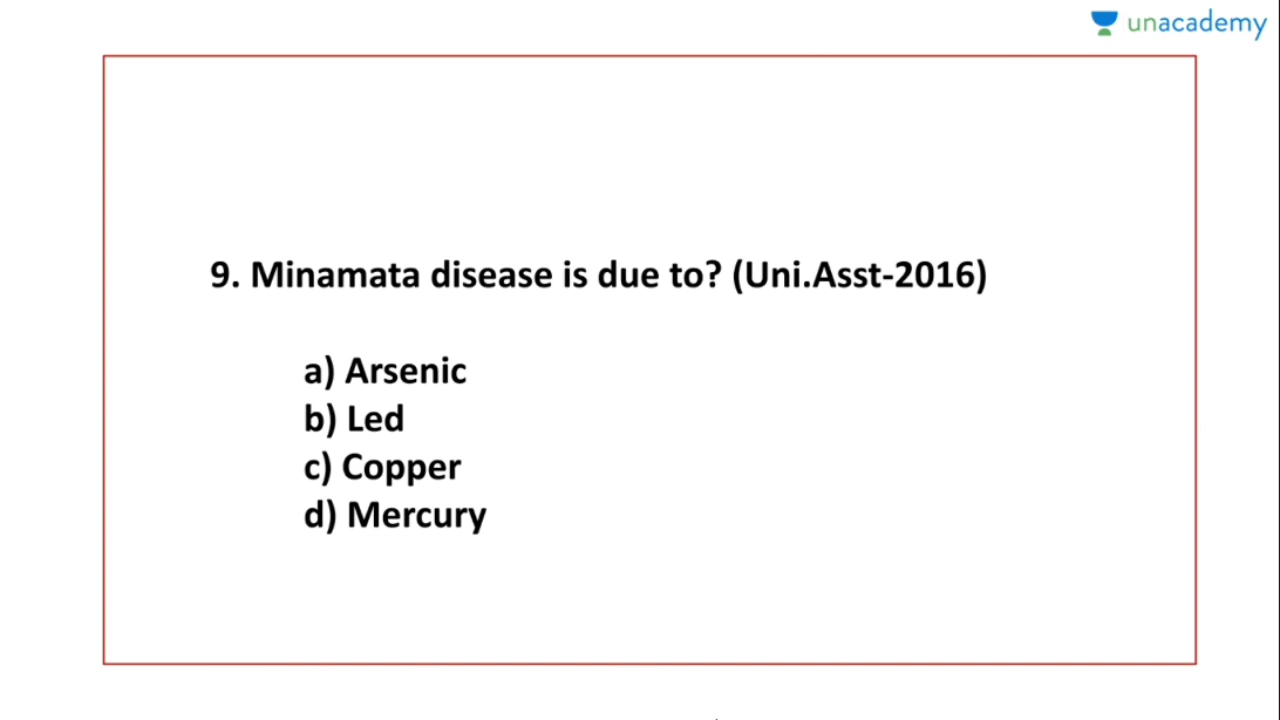 unacademy
9. Minamata disease is due to? (Uni.Asst-2016)
a) Arsenic
b) Led
c) Copper
d) Mercury